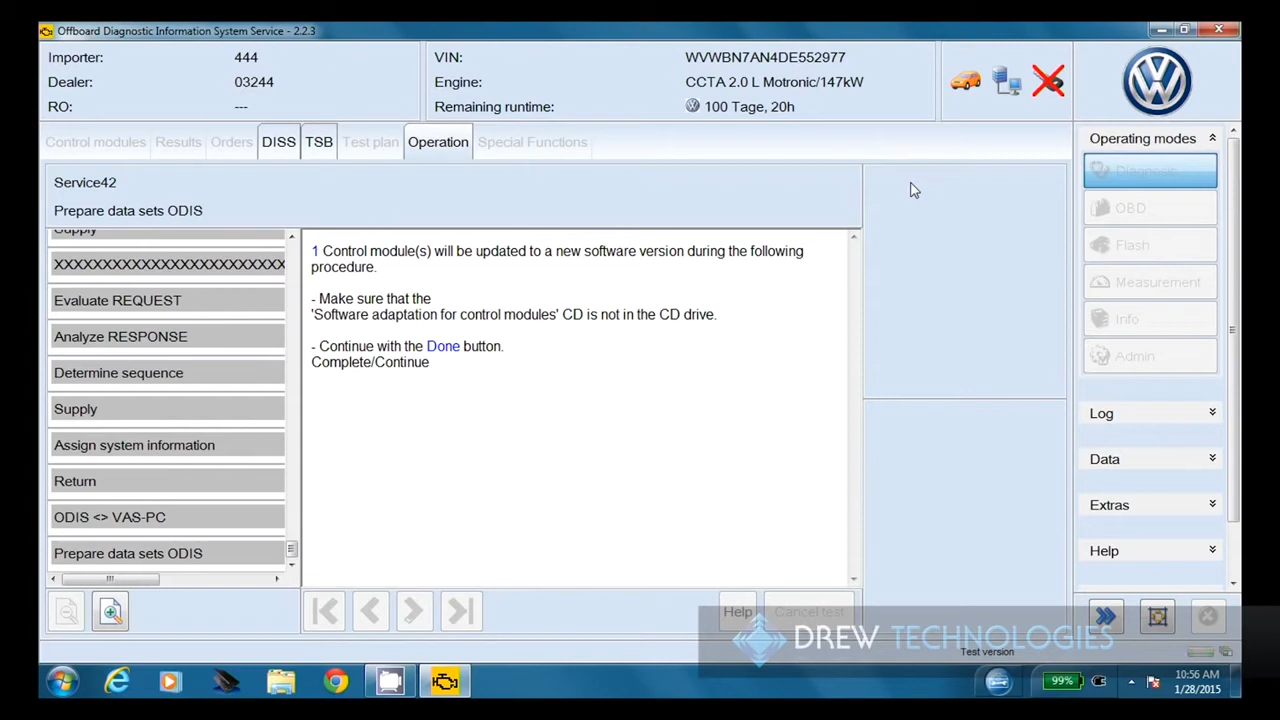 Offboard Diagnostic Information System Service - 2.2.3
Importer: 444
Dealer: 03244
RO: ---
VIN: WVWBN7AN4DE552977
Engine: CCTA 2.0 L Motronic/147kW
Remaining runtime: 100 Tage, 20h
Control modules Results Orders DISS TSB Test plan Operation Special Functions
Service42
Prepare data sets ODIS
Supply
XXXXXXXXXXXXXXXXXXXXXXXX
Evaluate REQUEST
Analyze RESPONSE
Determine sequence
Supply
Assign system information
Return
ODIS <> VAS-PC
Prepare data sets ODIS
1 Control module(s) will be updated to a new software version during the following
procedure.
- Make sure that the
'Software adaptation for control modules' CD is not in the CD drive.
- Continue with the Done button.
Complete/Continue
Help
Cancel test
Operating modes
Diagnosis
OBD
Flash
Measurement
Info
Admin
Log
Data
Extras
Help
DREW TECHNOLOGIES
Test version
99%
10:56 AM
1/28/2015